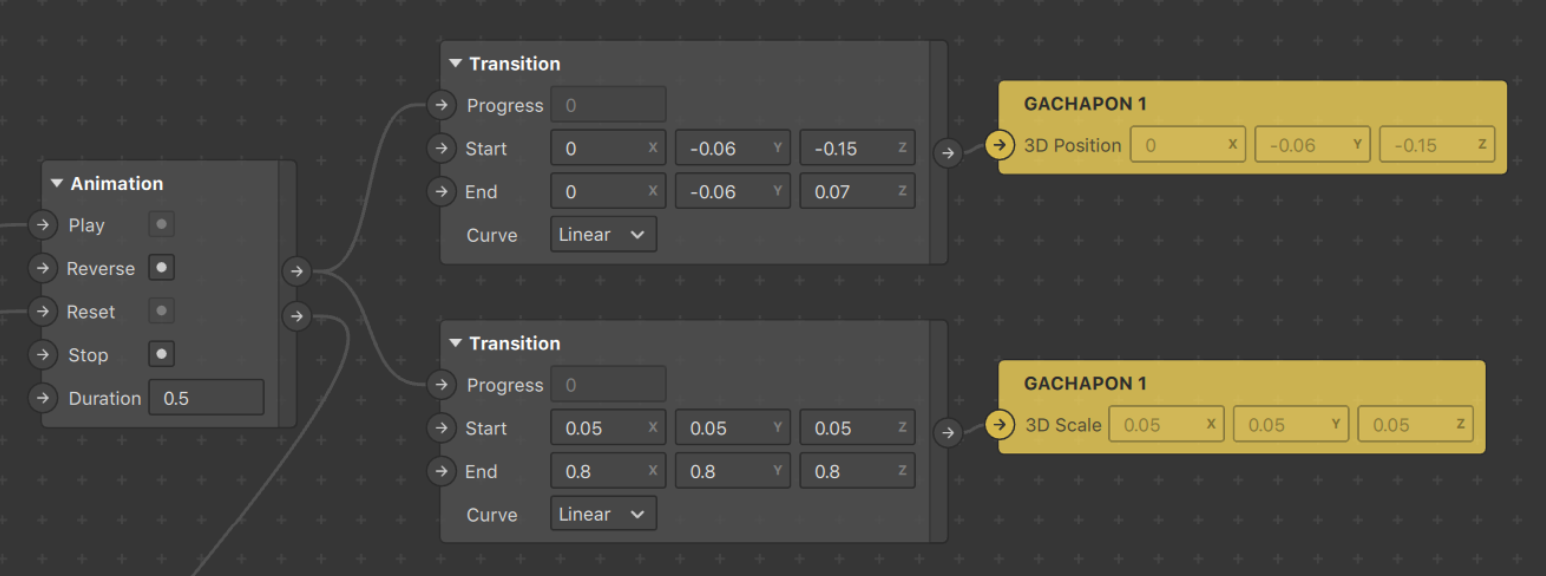 Animation
Play
Reverse
Reset
Stop
Duration 0.5
Transition
Progress 0
Start 0 X -0.06 Y -0.15 Z
End 0 X -0.06 Y 0.07 Z
Curve Linear
GACHAPON 1
3D Position 0 X -0.06 Y -0.15 Z
Transition
Progress 0
Start 0.05 X 0.05 Y 0.05 Z
End 0.8 X 0.8 Y 0.8 Z
Curve Linear
GACHAPON 1
3D Scale 0.05 X 0.05 Y 0.05 Z